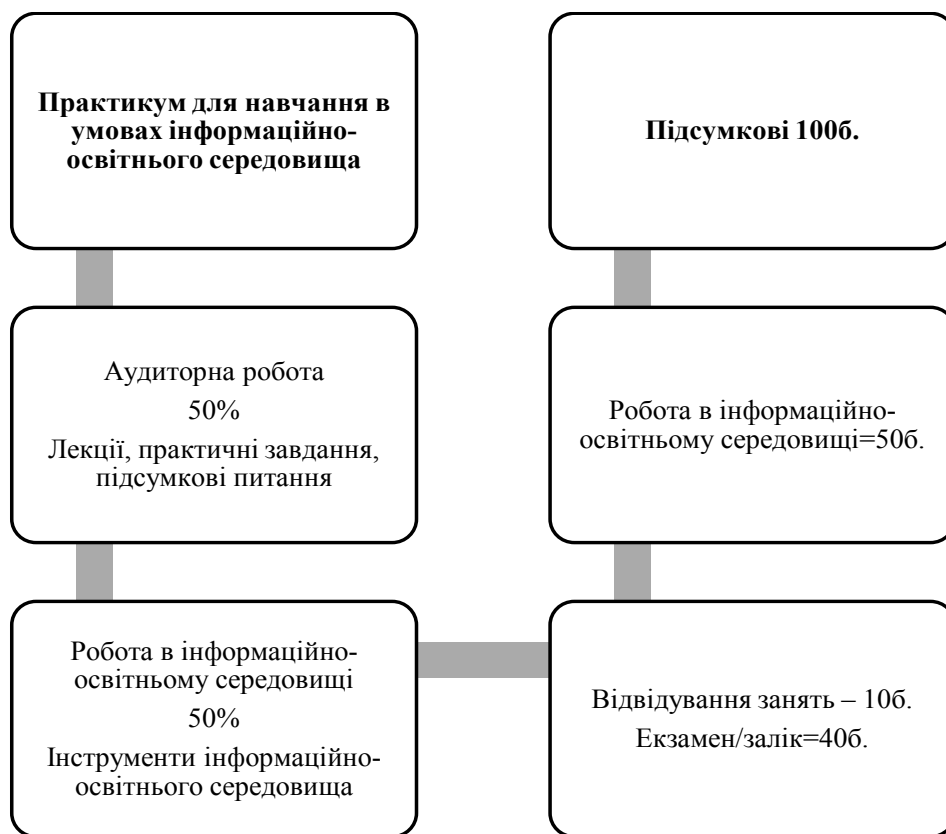 Практикум для навчання в
умовах інформаційно-
освітнього середовища
Аудиторна робота
50%
Лекції, практичні завдання,
підсумкові питання
Робота в інформаційно-
освітньому середовищі
50%
Інструменти інформаційно-
освітнього середовища
Відвідування занять – 10б.
Екзамен/залік=40б.
Робота в інформаційно-
освітньому середовищі=50б.
Підсумкові 100б.